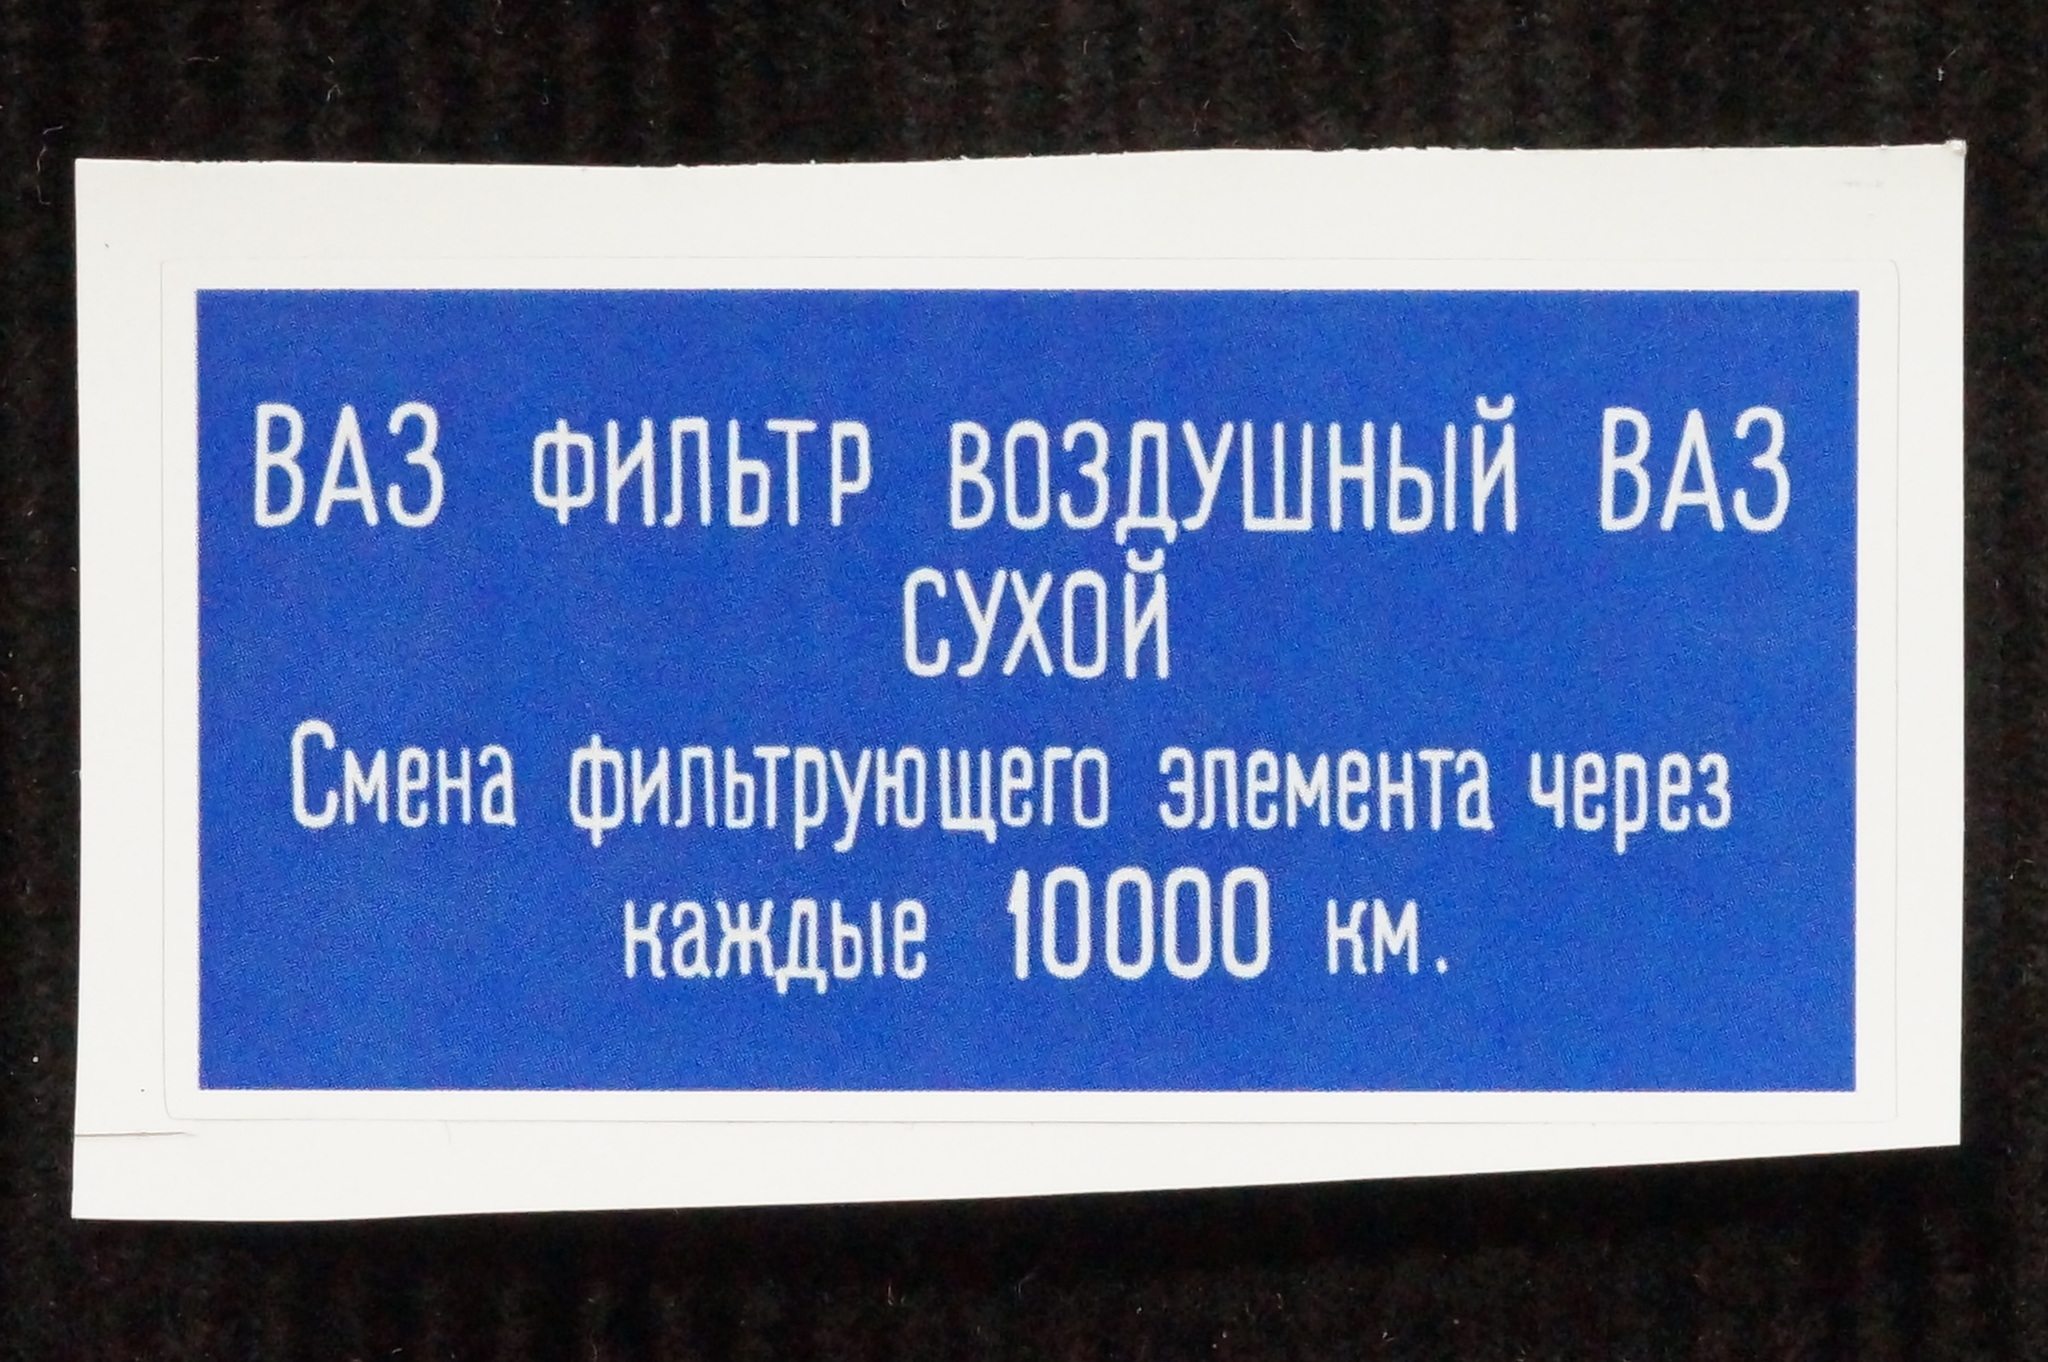 ВАЗ ФИЛЬТР ВОЗДУШНЫЙ ВАЗ
СУХОЙ
Смена фильтрующего элемента через
каждые 10000 км.